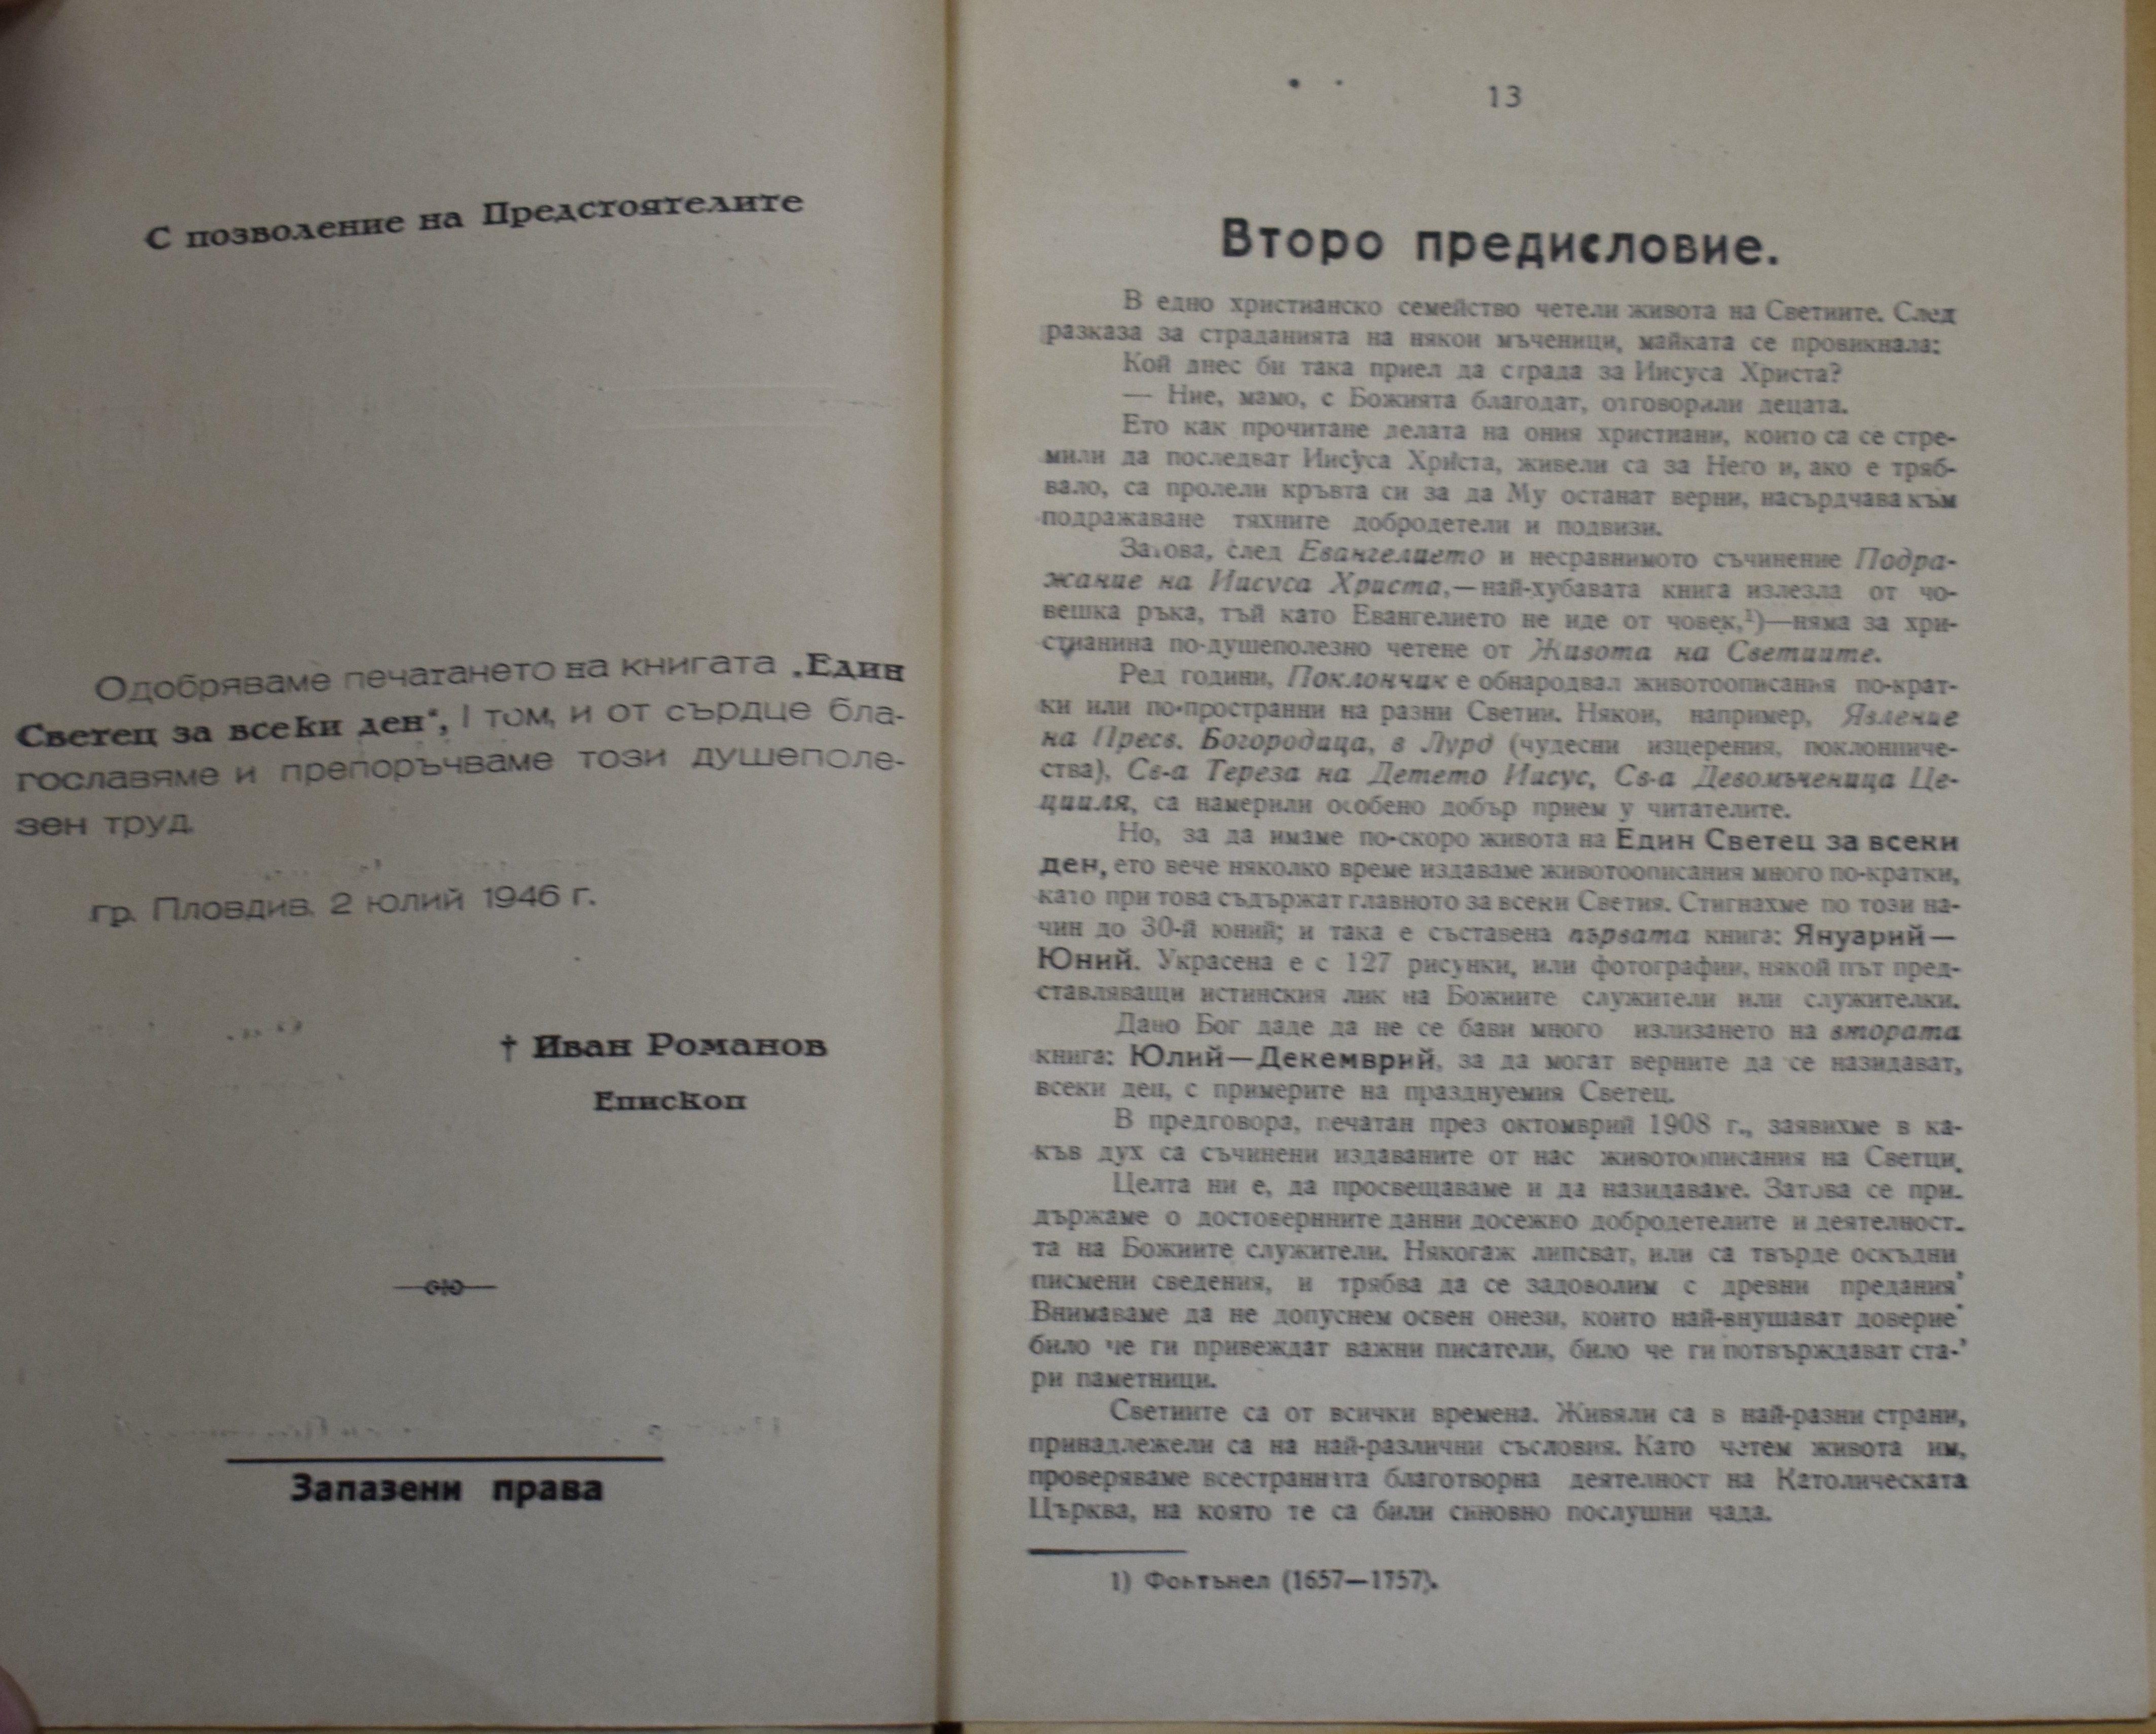 С позволение на Предстоятелите
Одобряваме печатането на книгата „Един
Светец за всеки ден“, I том, и от сърдце бла-
гославяме и препоръчваме този душеполе-
зен труд.
гр. Пловдив, 2 юлий 1946 г.
† Иван Романов
Епископ
Запазени права
13
Второ предисловие.
В едно христианско семейство четели живота на Светиите. След
разказа за страданията на някои мъченици, майката се провикнала:
Кой днес би така приел да страда за Иисуса Христа?
— Ние, мамо, с Божията благодат, отговорили децата.
Ето как прочитане делата на ония христиани, които са се стре-
мили да последват Иисуса Христа, живели са за Него и, ако е тряб-
вало, са пролели кръвта си за да Му останат верни, насърдчава към
подражаване тяхните добродетели и подвизи.
Затова, след Евангелието и несравнимото съчинение Подра-
жание на Иисуса Христа,—най-хубавата книга излезла от чо-
вешка ръка, тъй като Евангелието не иде от човек,¹)—няма за хри-
стианина по-душеполезно четене от Живота на Светиите.
Ред години, Поклончик е обнародвал животоописания по-крат-
ки или по-пространни на разни Светии. Някои, например, Явление
на Пресв. Богородица, в Лурд (чудесни изцерения, поклонниче-
ства), Св-а Тереза на Детето Иисус, Св-а Девомъченица Це-
цииля, са намерили особено добър прием у читателите.
Но, за да имаме по-скоро живота на Един Светец за всеки
ден, ето вече няколко време издаваме животоописания много по-кратки,
като при това съдържат главното за всеки Светия. Стигнахме по този на-
чин до 30-й юний; и така е съставена първата книга: Януарий—
Юний. Украсена е с 127 рисунки, или фотографии, някой път пред-
ставляващи истинския лик на Божиите служители или служителки.
Дано Бог даде да не се бави много излизането на втората
книга: Юлий—Декемврий, за да могат верните да се назидават,
всеки ден, с примерите на празднуемия Светец.
В предговора, печатан през октомврий 1908 г., заявихме в ка-
къв дух са съчинени издаваните от нас животоописания на Светци.
Целта ни е, да просвещаваме и да назидаваме. Затова се при-
държаме о достоверните данни досежно добродетелите и деятелност-
та на Божиите служители. Някогаж липсват, или са твърде оскъдни
писмени сведения, и трябва да се задоволим с древни предания
Внимаваме да не допуснем освен онези, които най-внушават доверие
било че ги привеждат важни писатели, било че ги потвърждават ста-
ри паметници.
Светиите са от всички времена. Живяли са в най-разни страни,
принадлежели са на най-различни съсловия. Като четем живота им,
проверяваме всестранната благотворна деятелност на Католическата
Църква, на която те са били синовно послушни чада.
1) Фонтънел (1657—1757).